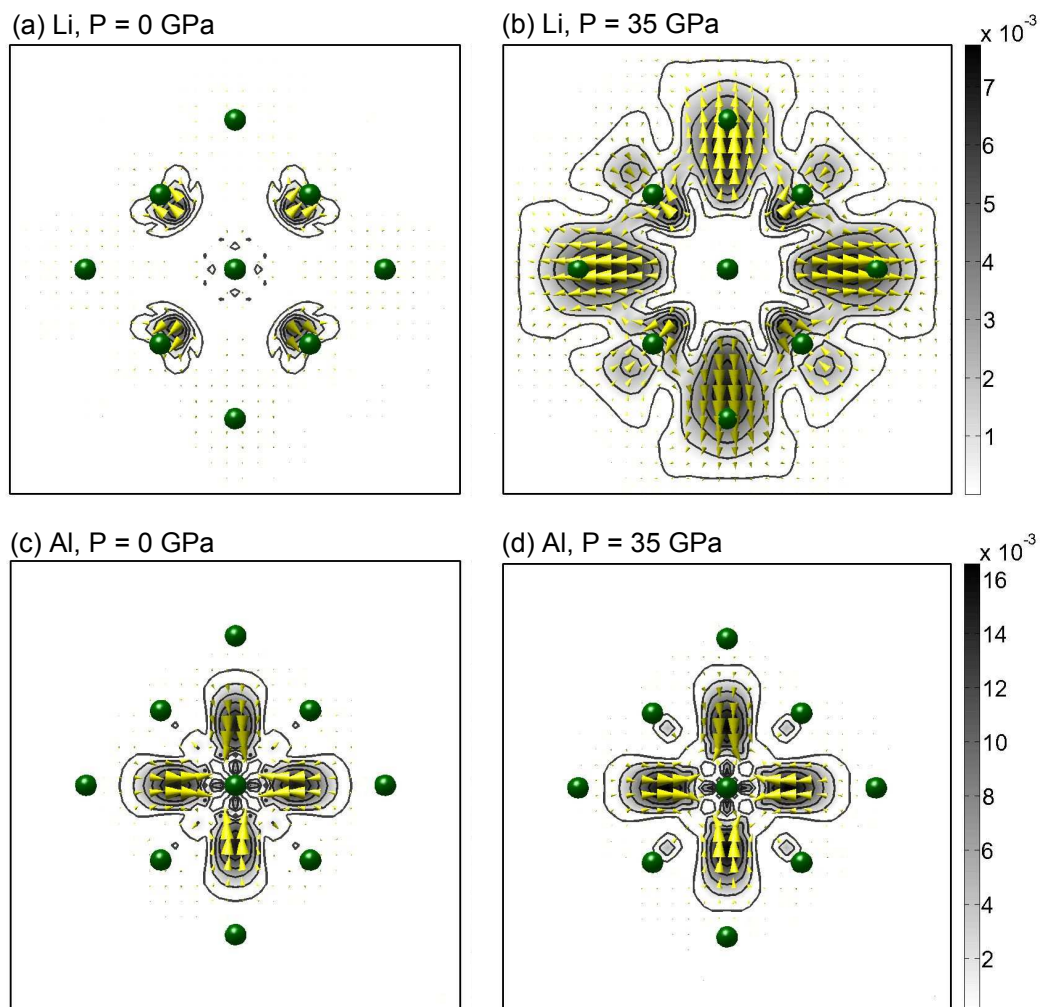 (a) Li, P = 0 GPa
(b) Li, P = 35 GPa
x 10⁻³
7
6
5
4
3
2
1
(c) Al, P = 0 GPa
(d) Al, P = 35 GPa
x 10⁻³
16
14
12
10
8
6
4
2